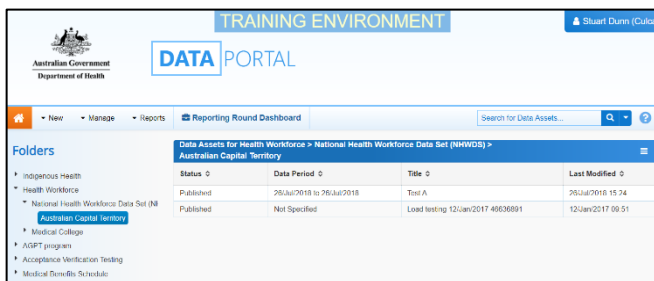 TRAINING ENVIRONMENT
Stuart Dunn (Culca
Australian Government
Department of Health
DATA PORTAL
New Manage Reports Reporting Round Dashboard Search for Data Assets...
Folders
Data Assets for Health Workforce > National Health Workforce Data Set (NHWDS) >
Australian Capital Territory
Indigenous Health
Health Workforce
National Health Workforce Data Set (NH
Australian Capital Territory
Medical College
AGPT program
Acceptance Verification Testing
Medical Benefits Schedule
Status Data Period Title Last Modified
Published 26/Jul/2018 to 26/Jul/2018 Test A 26/Jul/2018 15:24
Published Not Specified Load testing 12/Jan/2017 46636891 12/Jan/2017 09:51